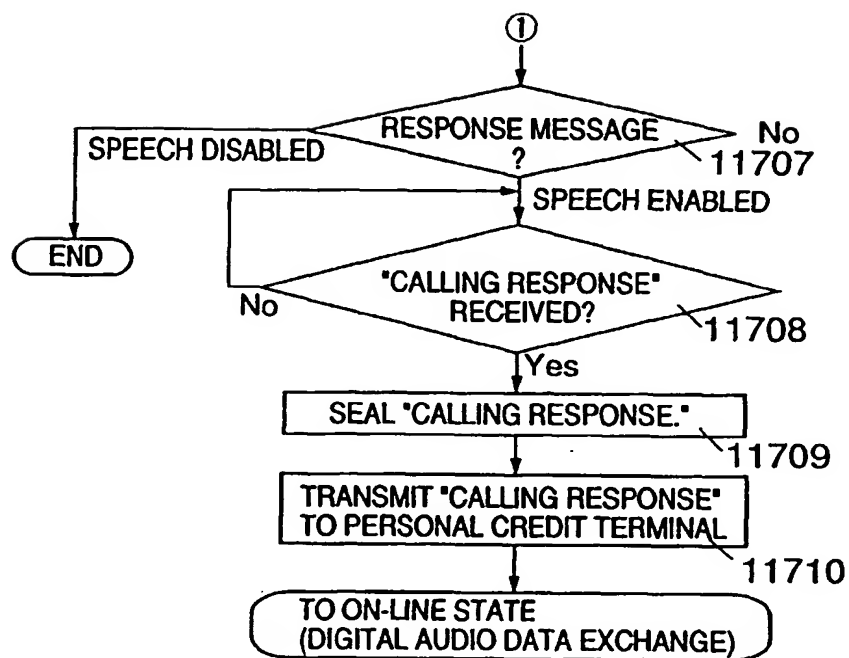 1
RESPONSE MESSAGE
?
No
11707
SPEECH DISABLED
SPEECH ENABLED
END
"CALLING RESPONSE"
RECEIVED?
No
11708
Yes
SEAL "CALLING RESPONSE."
11709
TRANSMIT "CALLING RESPONSE"
TO PERSONAL CREDIT TERMINAL
11710
TO ON-LINE STATE
(DIGITAL AUDIO DATA EXCHANGE)